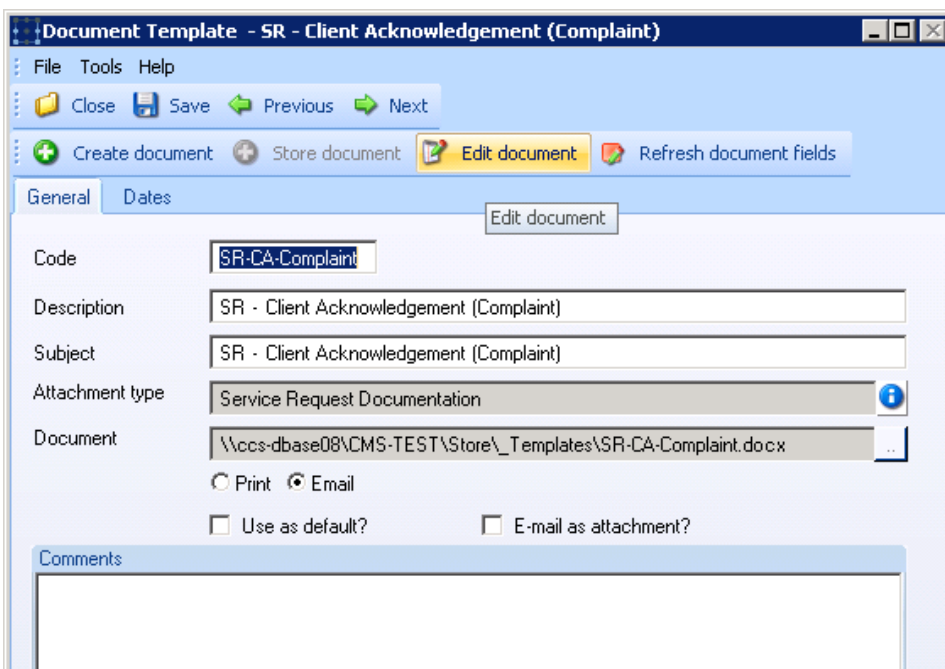 Document Template - SR - Client Acknowledgement (Complaint)
File Tools Help
Close Save Previous Next
Create document Store document Edit document Refresh document fields
General Dates
Edit document
Code SR-CA-Complaint
Description SR - Client Acknowledgement (Complaint)
Subject SR - Client Acknowledgement (Complaint)
Attachment type Service Request Documentation
Document \\ccs-dbase08\CMS-TEST\Store\_Templates\SR-CA-Complaint.docx ..
Print Email
Use as default? E-mail as attachment?
Comments